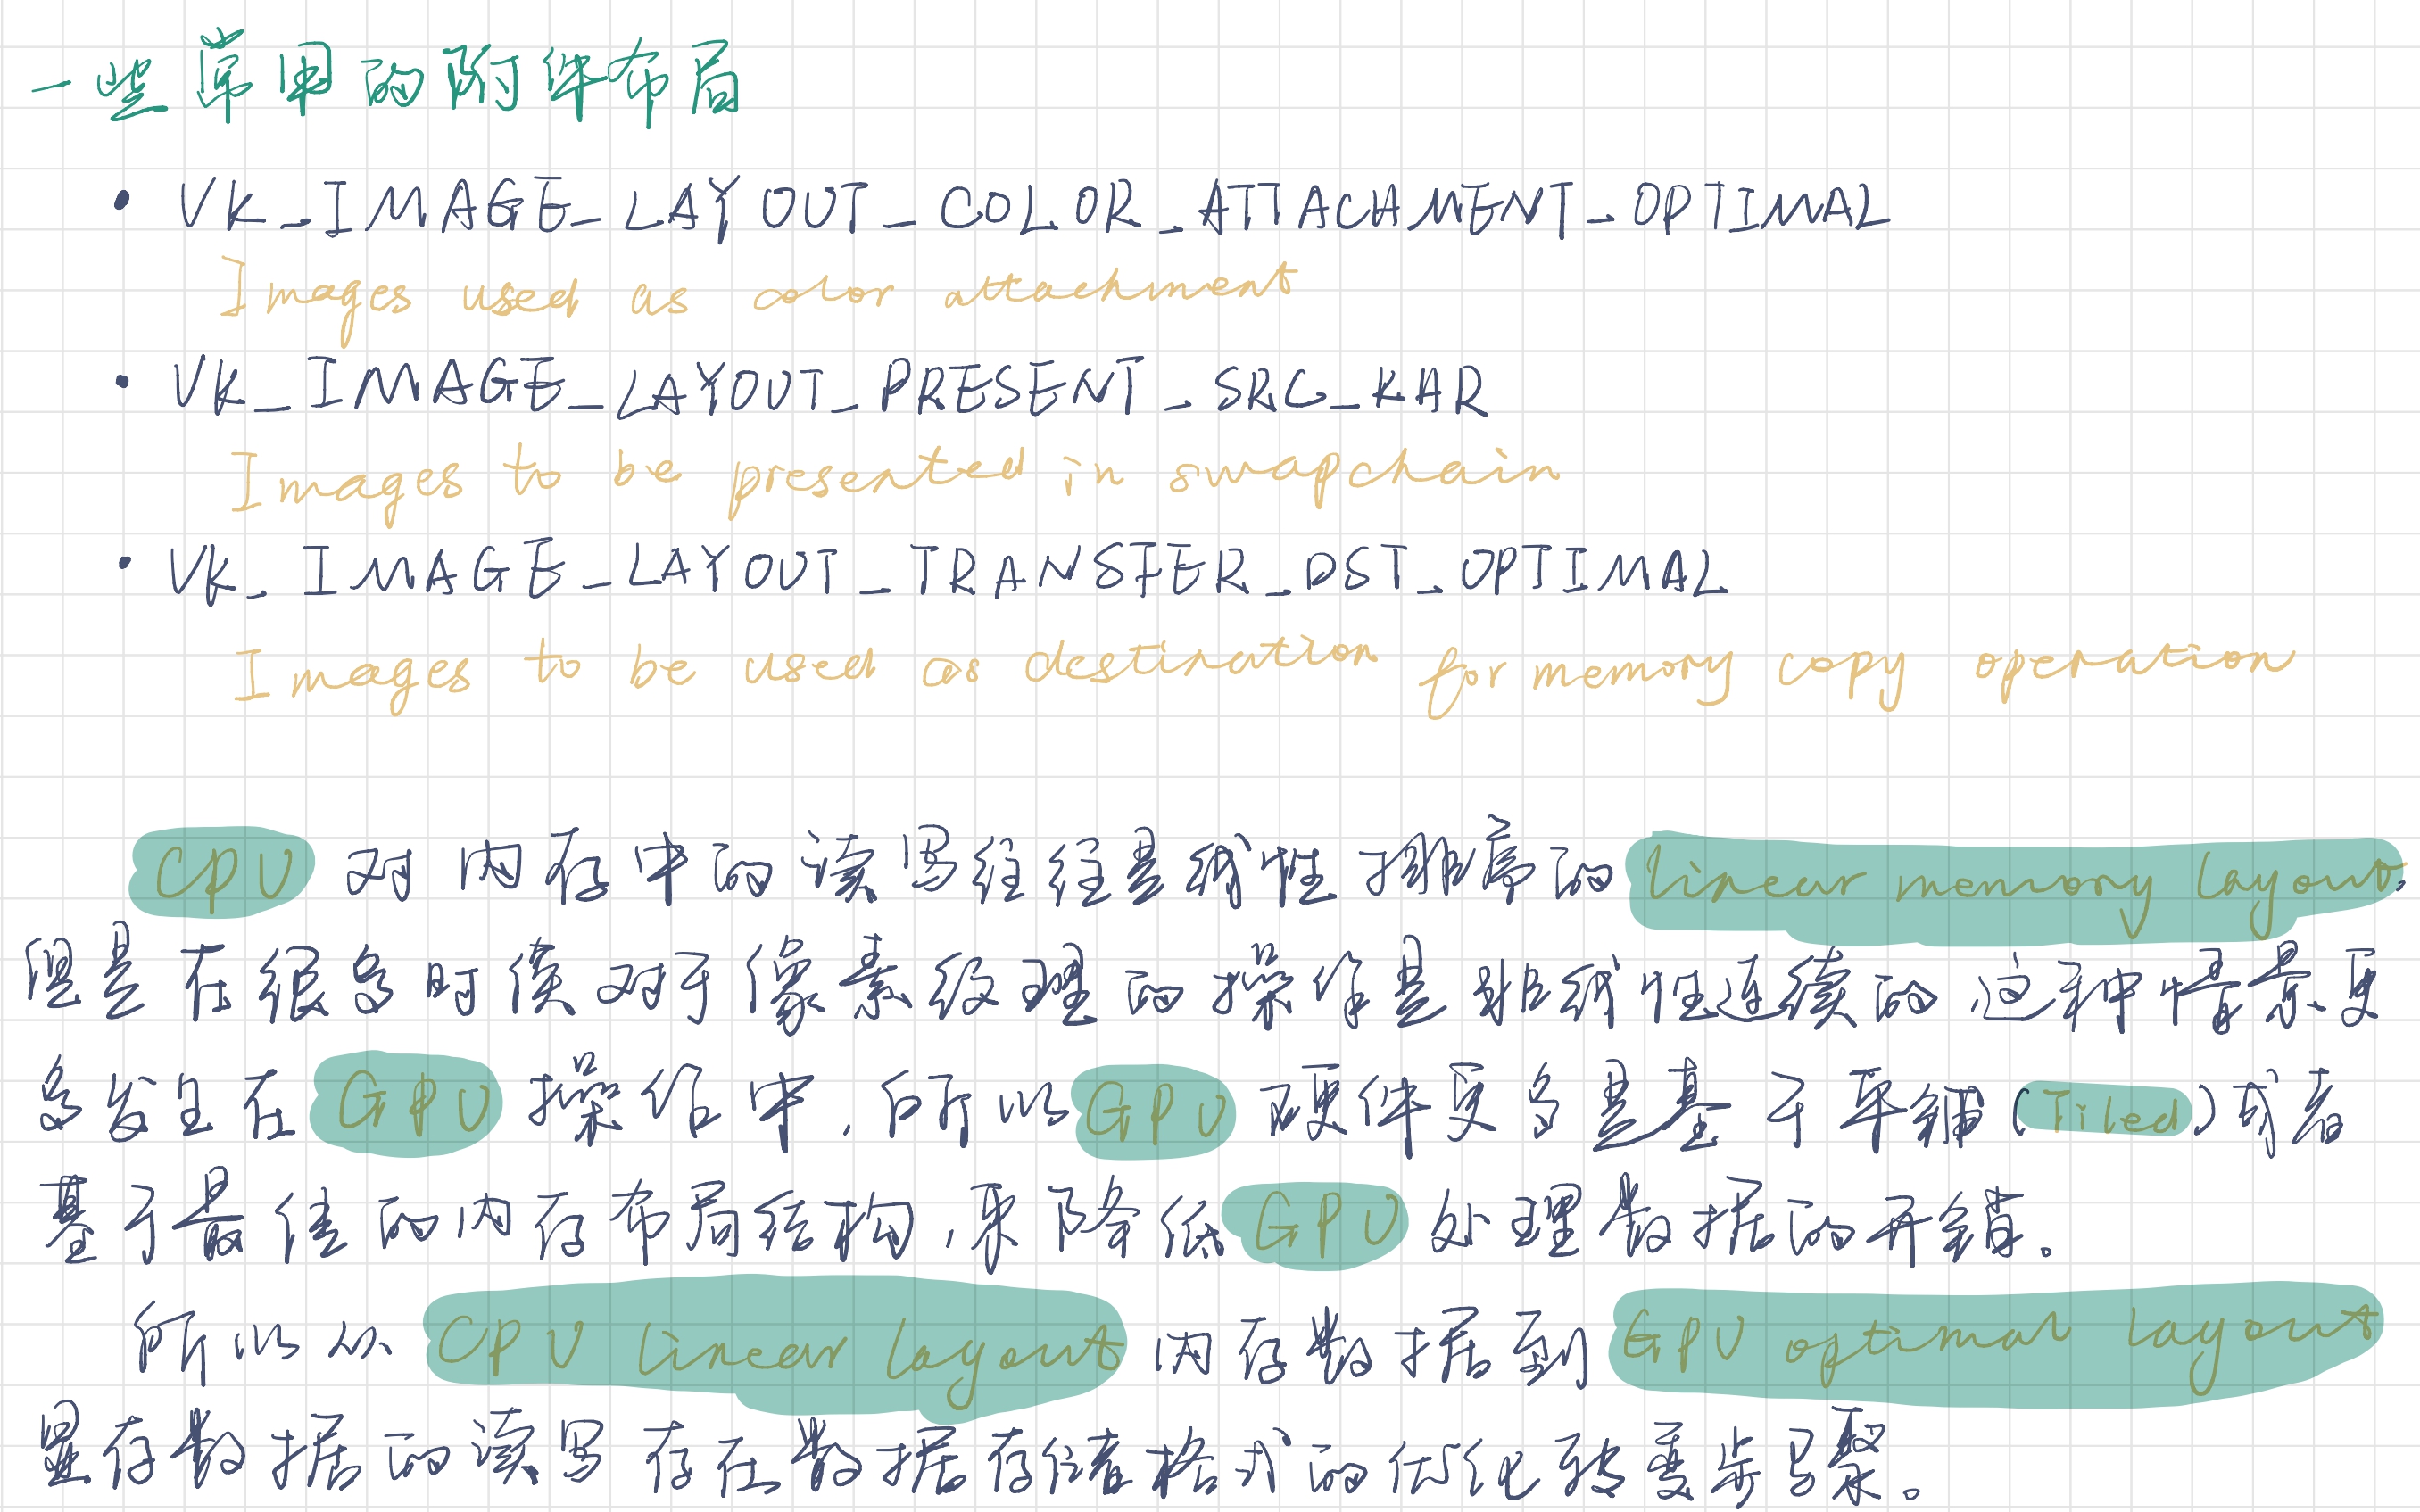 一些常用的附件布局
• VK_IMAGE_LAYOUT_COLOR_ATTACHMENT_OPTIMAL
Images used as color attachment
• VK_IMAGE_LAYOUT_PRESENT_SRC_KHR
Images to be presented in swapchain
• VK_IMAGE_LAYOUT_TRANSFER_DST_OPTIMAL
Images to be used as destination for memory copy operation
CPU 对内存中的读写往往是线性排序的 linear memory layout,
但是在很多时候对于像素纹理的操作是非线性连续的 这种情景更
多发生在 GPU 操作中,所以 GPU 硬件更多是基于平铺(Tiled)或者
基于最佳的内存布局结构,来降低 GPU 处理数据的开销。
所以从 CPU linear layout 内存数据到 GPU optimal layout
显存数据的读写存在数据存储格式的优化转变步骤。